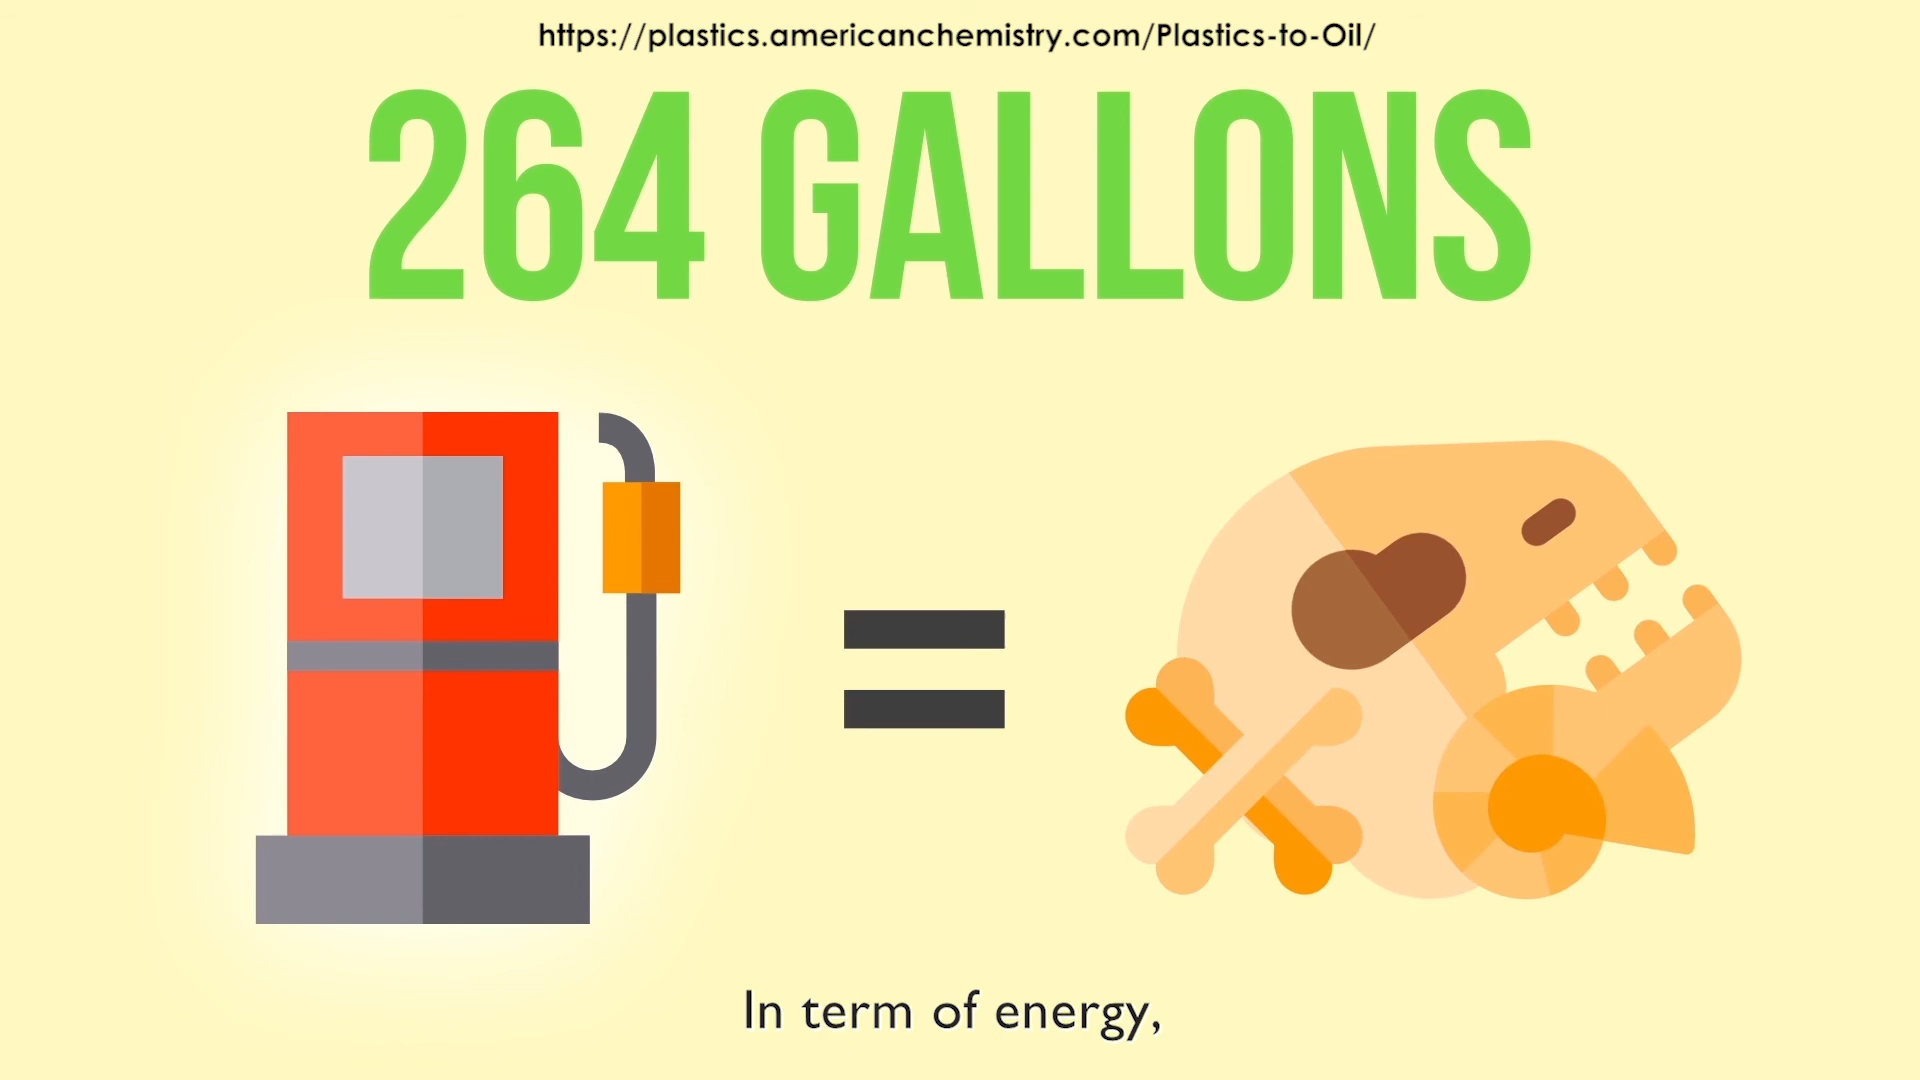 https://plastics.americanchemistry.com/Plastics-to-Oil/
264 GALLONS
In term of energy,